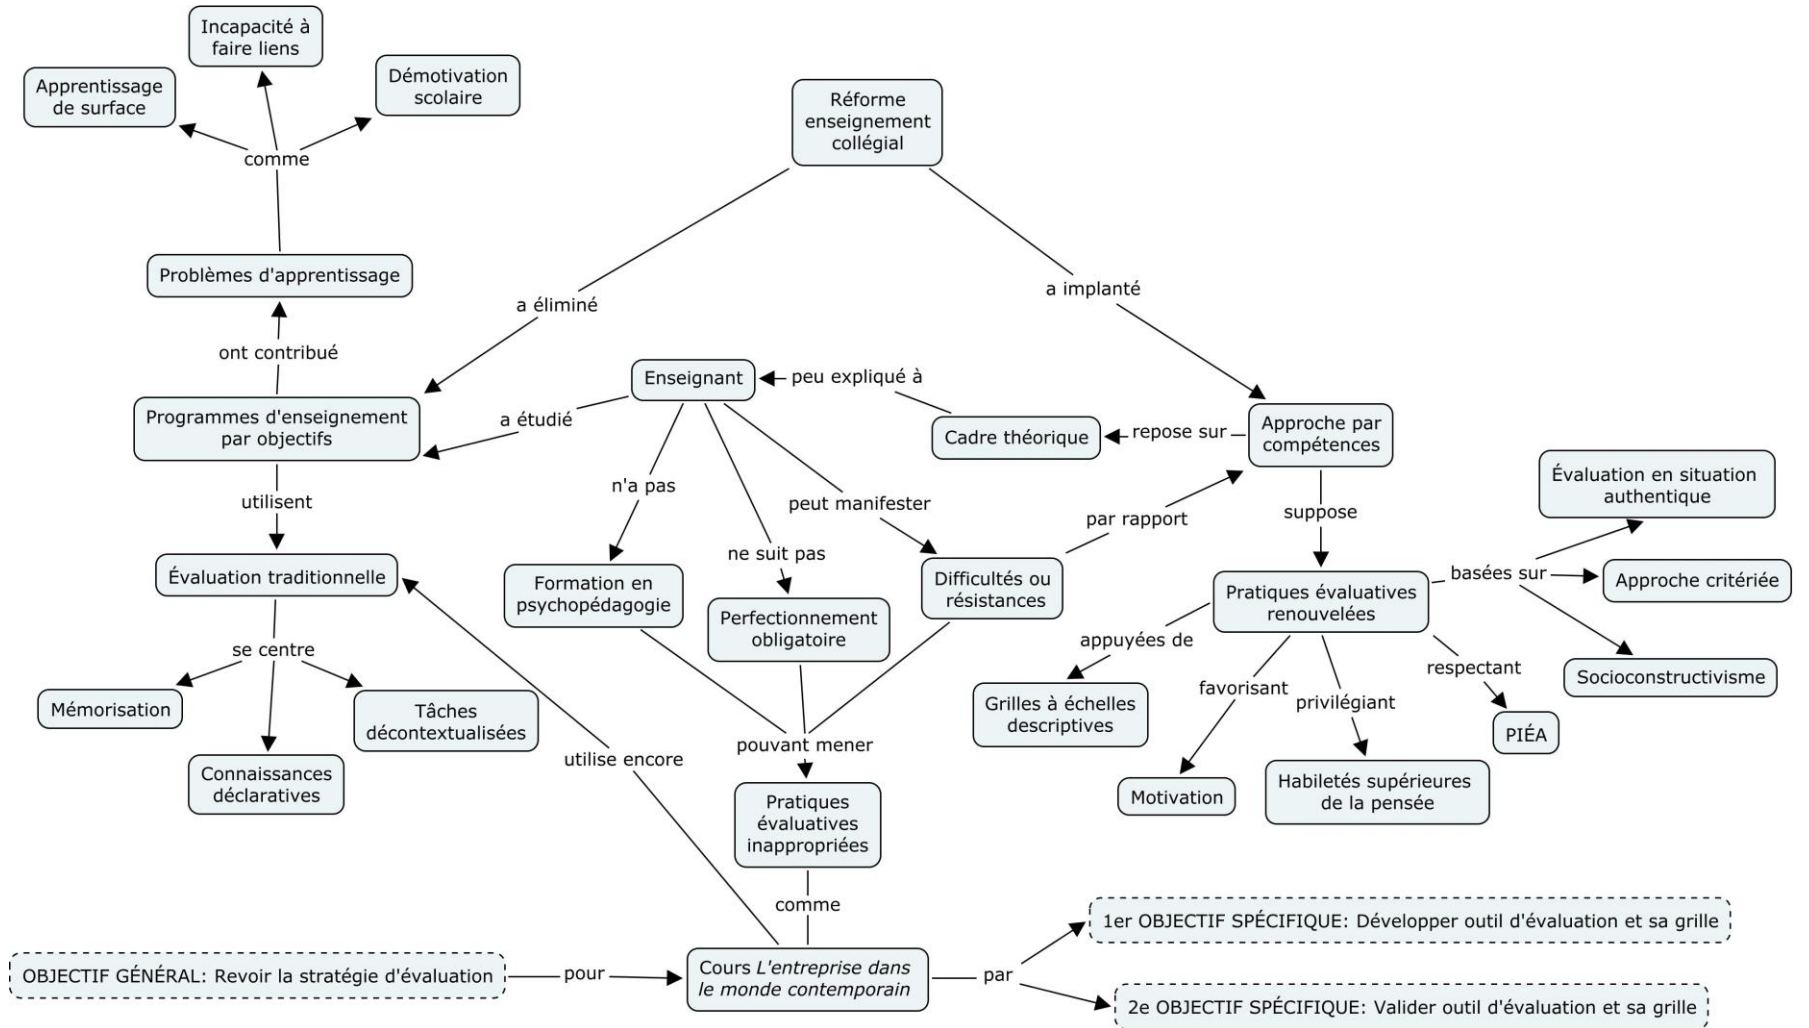 Incapacité à
faire liens
Apprentissage
de surface
Démotivation
scolaire
comme
Réforme
enseignement
collégial
Problèmes d'apprentissage
a éliminé
a implanté
ont contribué
Enseignant
peu expliqué à
Programmes d'enseignement
par objectifs
a étudié
Cadre théorique
repose sur
Approche par
compétences
utilisent
n'a pas
peut manifester
par rapport
suppose
Évaluation en situation
authentique
ne suit pas
Évaluation traditionnelle
Formation en
psychopédagogie
Difficultés ou
résistances
Pratiques évaluatives
renouvelées
basées sur
Approche critériée
Perfectionnement
obligatoire
se centre
appuyées de
respectant
Socioconstructivisme
Mémorisation
Tâches
décontextualisées
Grilles à échelles
descriptives
favorisant
privilégiant
PIÉA
utilise encore
pouvant mener
Connaissances
déclaratives
Motivation
Habiletés supérieures
de la pensée
Pratiques
évaluatives
inappropriées
comme
1er OBJECTIF SPÉCIFIQUE: Développer outil d'évaluation et sa grille
OBJECTIF GÉNÉRAL: Revoir la stratégie d'évaluation
pour
Cours L'entreprise dans
le monde contemporain
par
2e OBJECTIF SPÉCIFIQUE: Valider outil d'évaluation et sa grille